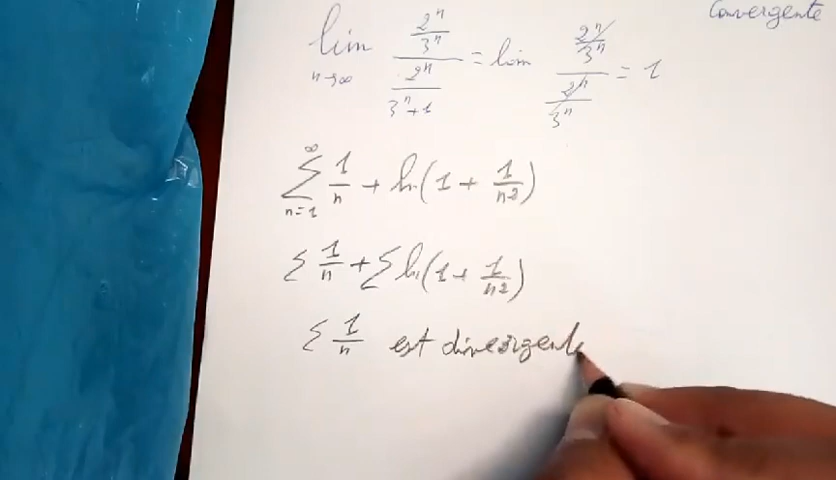 Convergente
lim n→∞ (2^n/3^n)/(2^n/(3^n+1)) = lim (2^n/3^n)/(2^n/3^n) = 1
∞ ∑ n=1 1/n + ln(1 + 1/n2)
∑ 1/n + ∑ ln(1 + 1/n2)
∑ 1/n est divergente